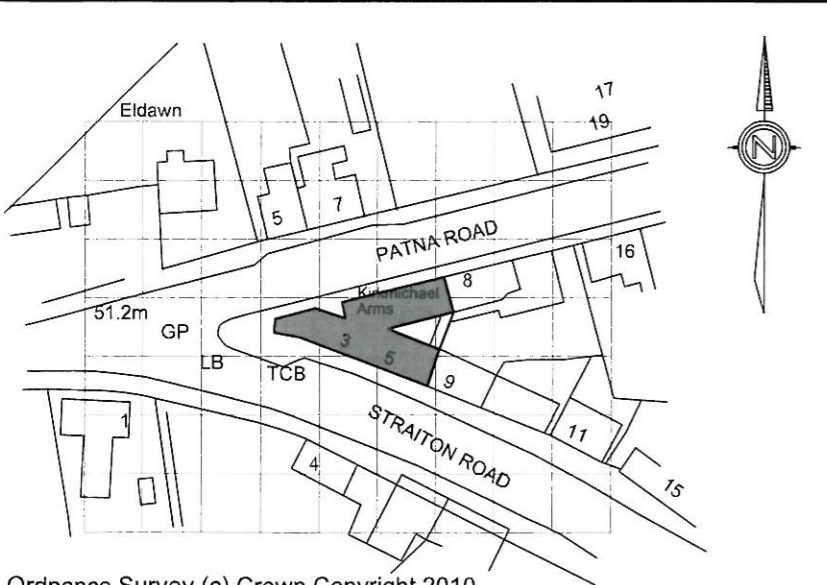 Eldawn
17
19
5
7
PATNA ROAD
16
8
Kirkmichael
Arms
51.2m
GP
3
5
LB
TCB
9
STRAITON ROAD
1
11
4
15
N
Ordnance Survey (c) Crown Copyright 2010